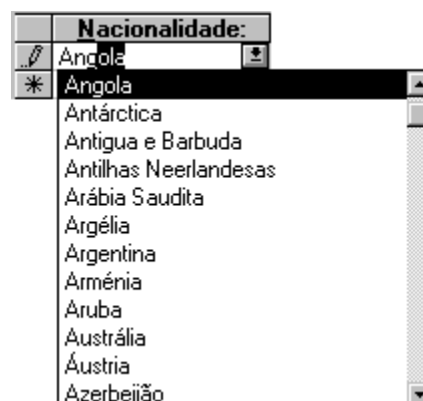 Nacionalidade:
Angola
Angola
Antárctica
Antigua e Barbuda
Antilhas Neerlandesas
Arábia Saudita
Argélia
Argentina
Arménia
Aruba
Austrália
Áustria
Azerbeijão